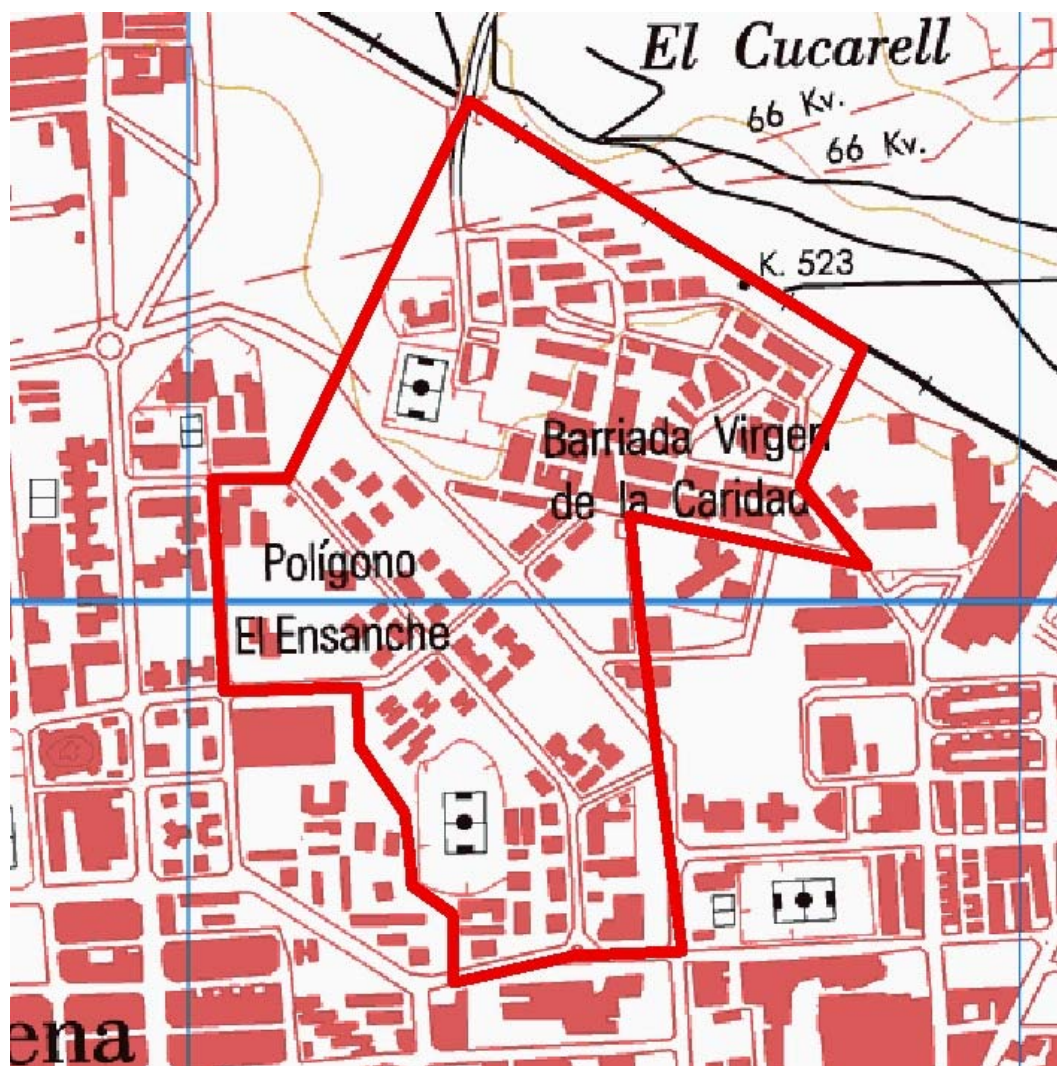 El Cucarell
66 Kv.
66 Kv.
K. 523
Barriada Virgen
de la Caridad
Polígono
El Ensanche
ena